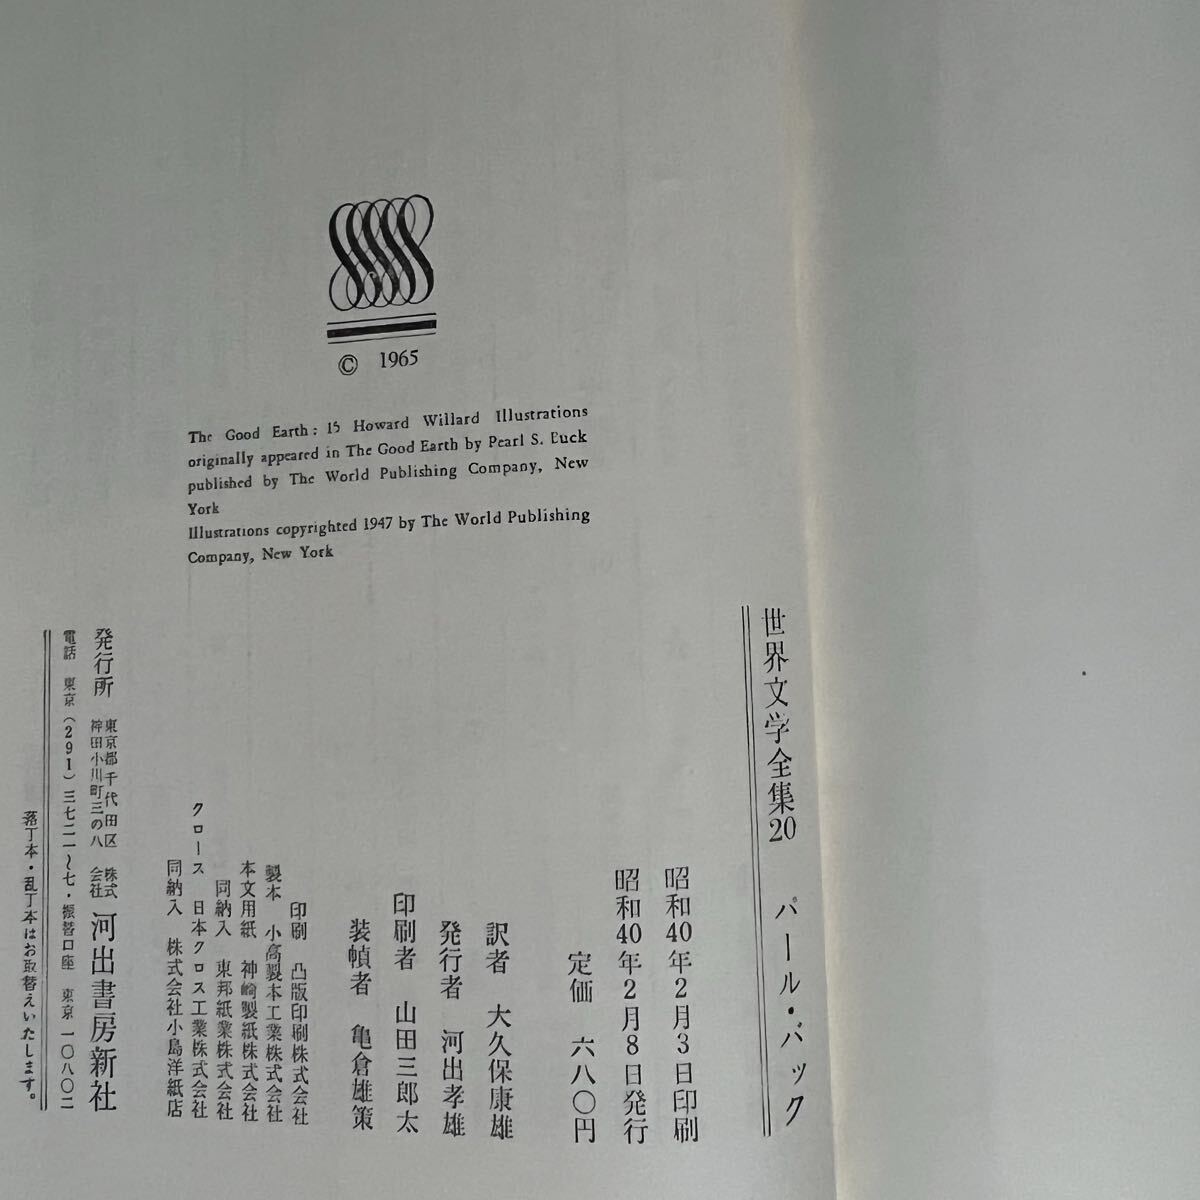 © 1965
The Good Earth: 15 Howard Willard Illustrations
originally appeared in The Good Earth by Pearl S. Buck
published by The World Publishing Company, New
York
Illustrations copyrighted 1947 by The World Publishing
Company, New York
世界文学全集20 パール・バック
昭和40年2月3日印刷
昭和40年2月8日発行
定価 六八〇円
訳者 大久保康雄
発行者 河出孝雄
印刷者 山田三郎太
装幀者 亀倉雄策
印刷 凸版印刷株式会社
製本 小高製本工業株式会社
本文用紙 神崎製紙株式会社
同納入 東邦紙業株式会社
クロース 日本クロス工業株式会社
同納入 株式会社小島洋紙店
発行所 東京都千代田区神田小川町三の八 株式会社 河出書房新社
電話 東京(291)三七二一〜七・振替口座 東京一〇八〇二
落丁本・乱丁本はお取替えいたします。